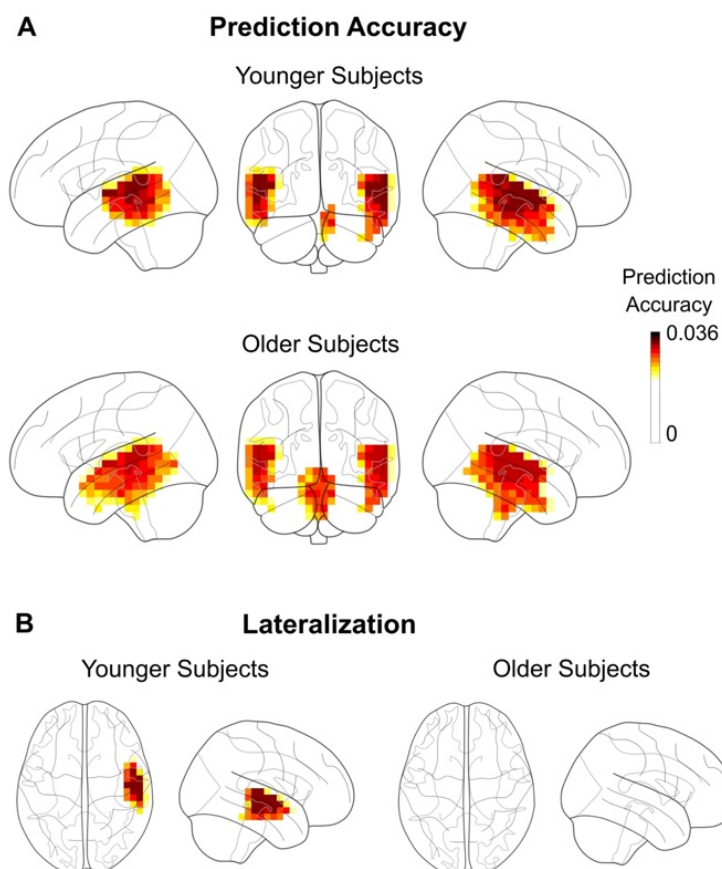 A
Prediction Accuracy
Younger Subjects
Prediction
Accuracy
0.036
0
Older Subjects
B
Lateralization
Younger Subjects
Older Subjects